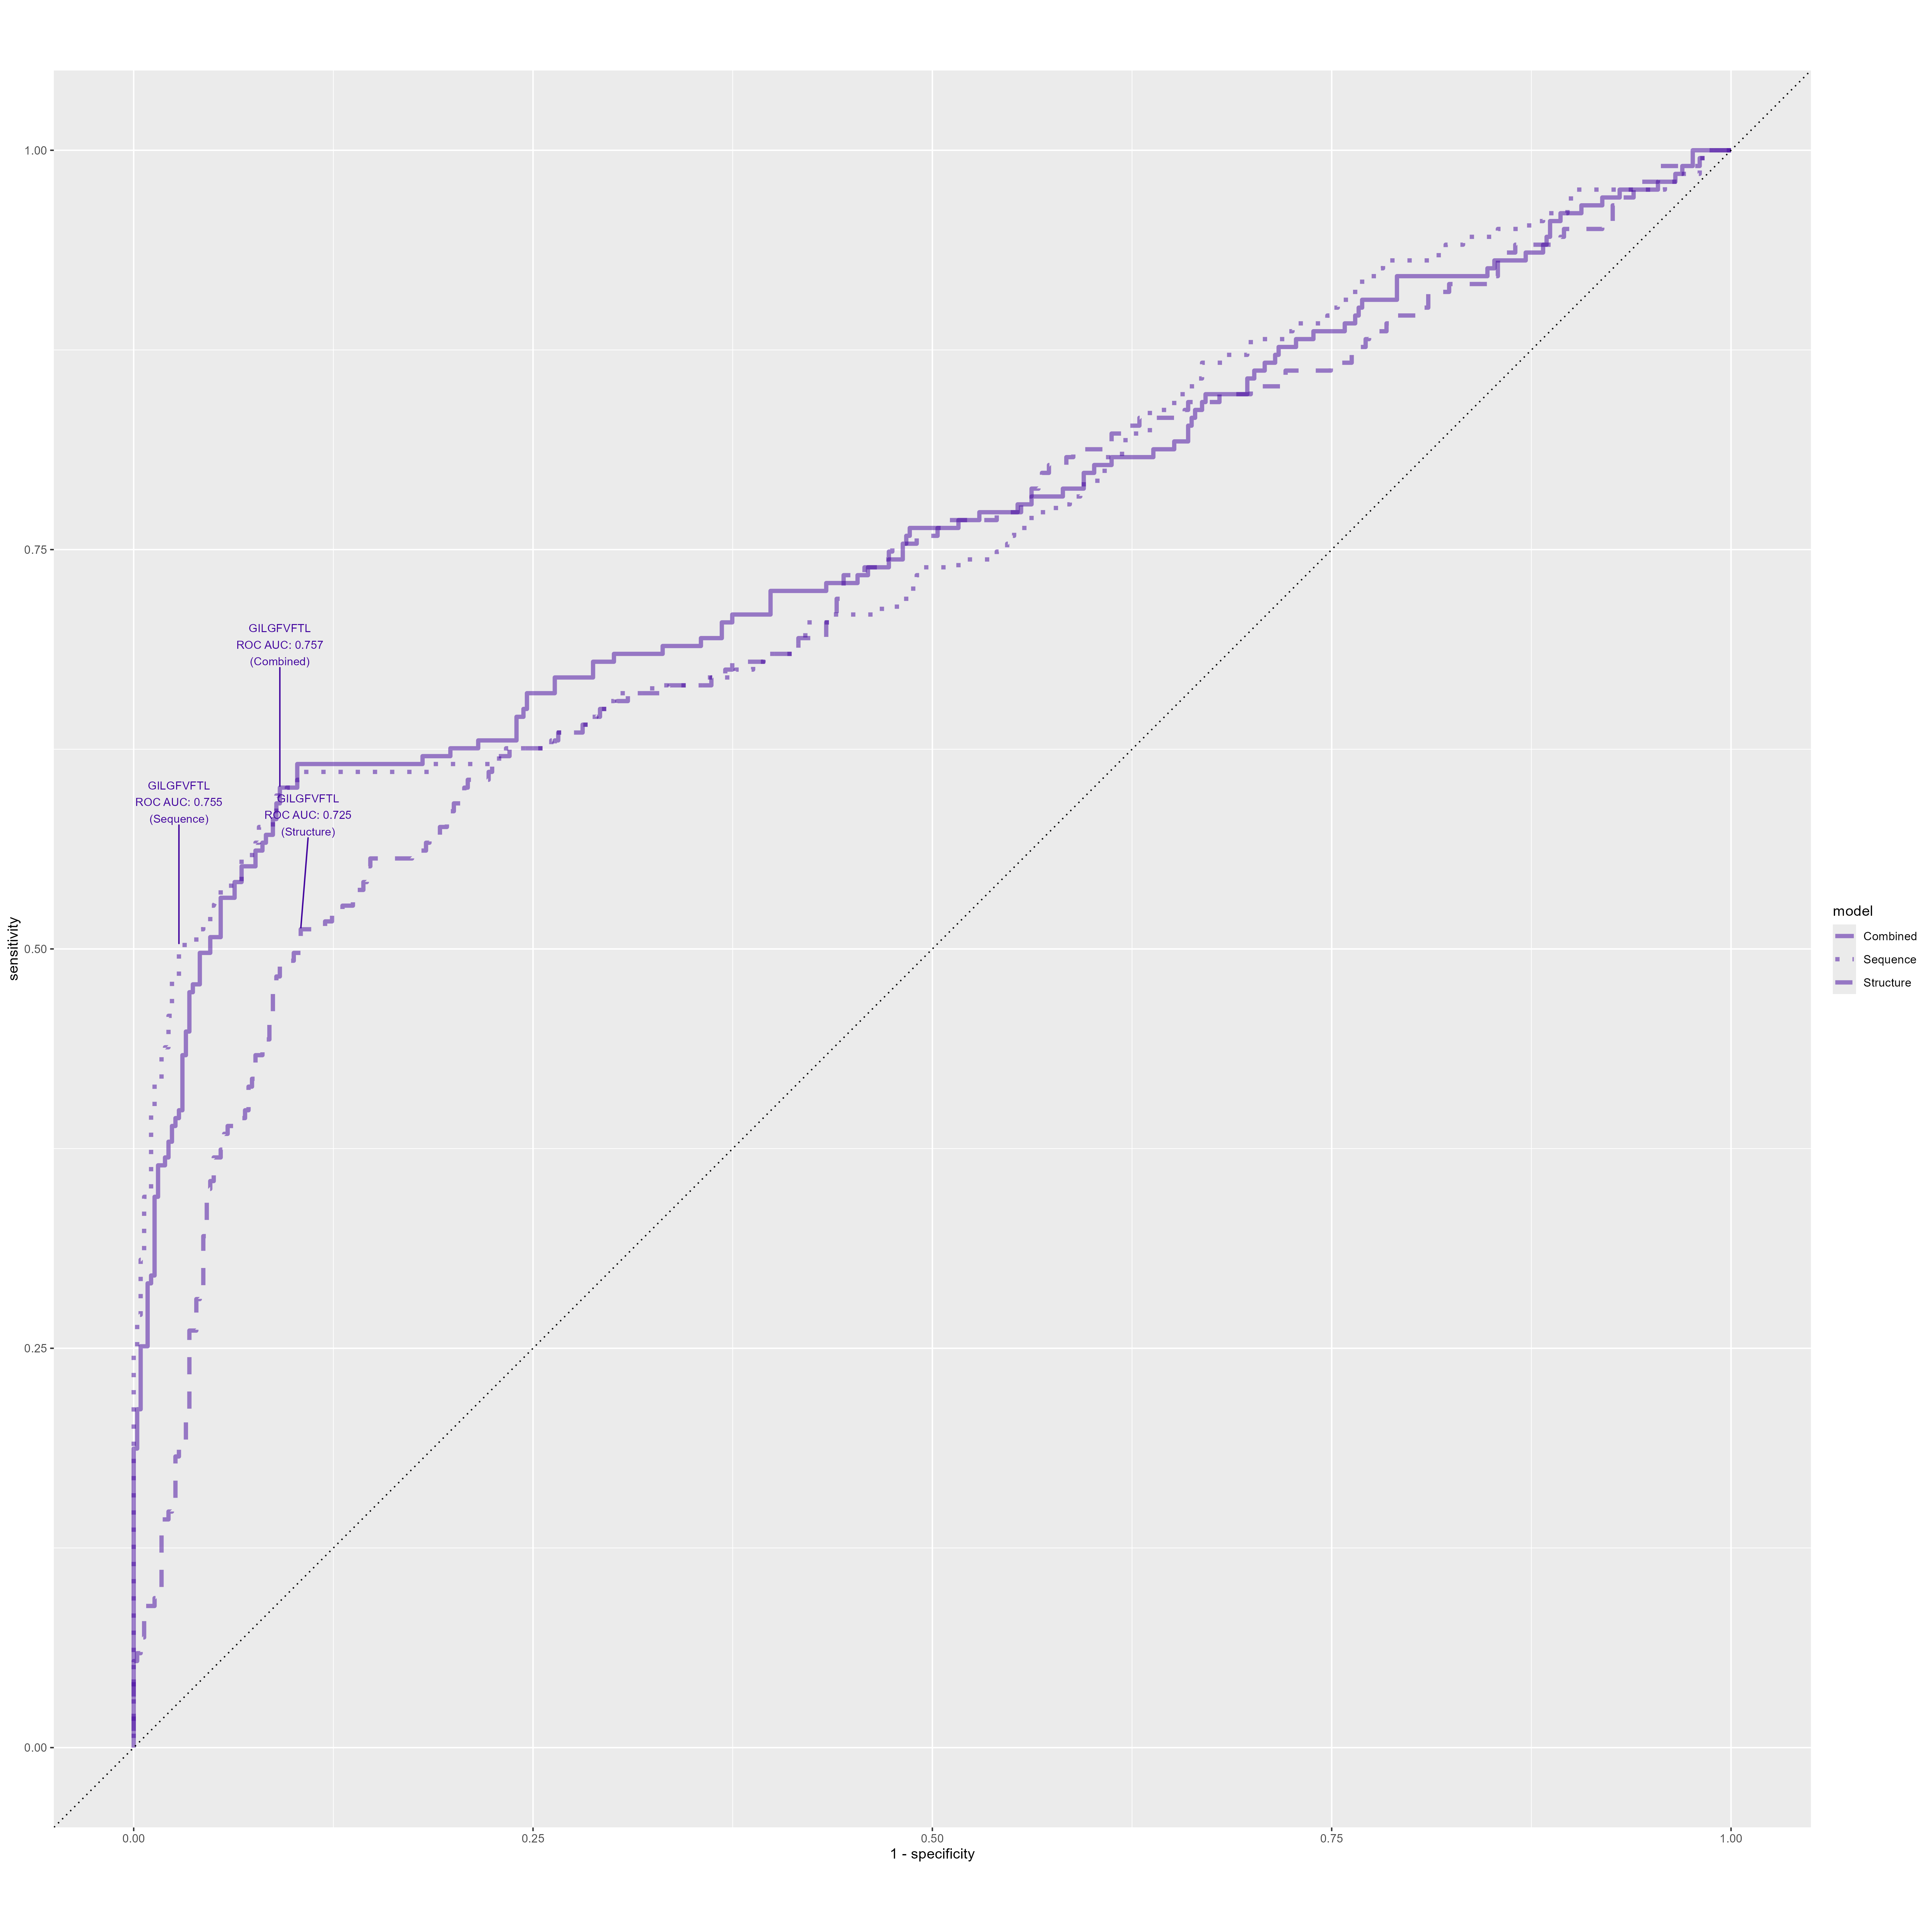 1.00
0.75
0.50
0.25
0.00
sensitivity
GILGFVFTL
ROC AUC: 0.757
(Combined)
GILGFVFTL
ROC AUC: 0.755
(Sequence)
GILGFVFTL
ROC AUC: 0.725
(Structure)
0.00
0.25
0.50
0.75
1.00
1 - specificity
model
Combined
Sequence
Structure